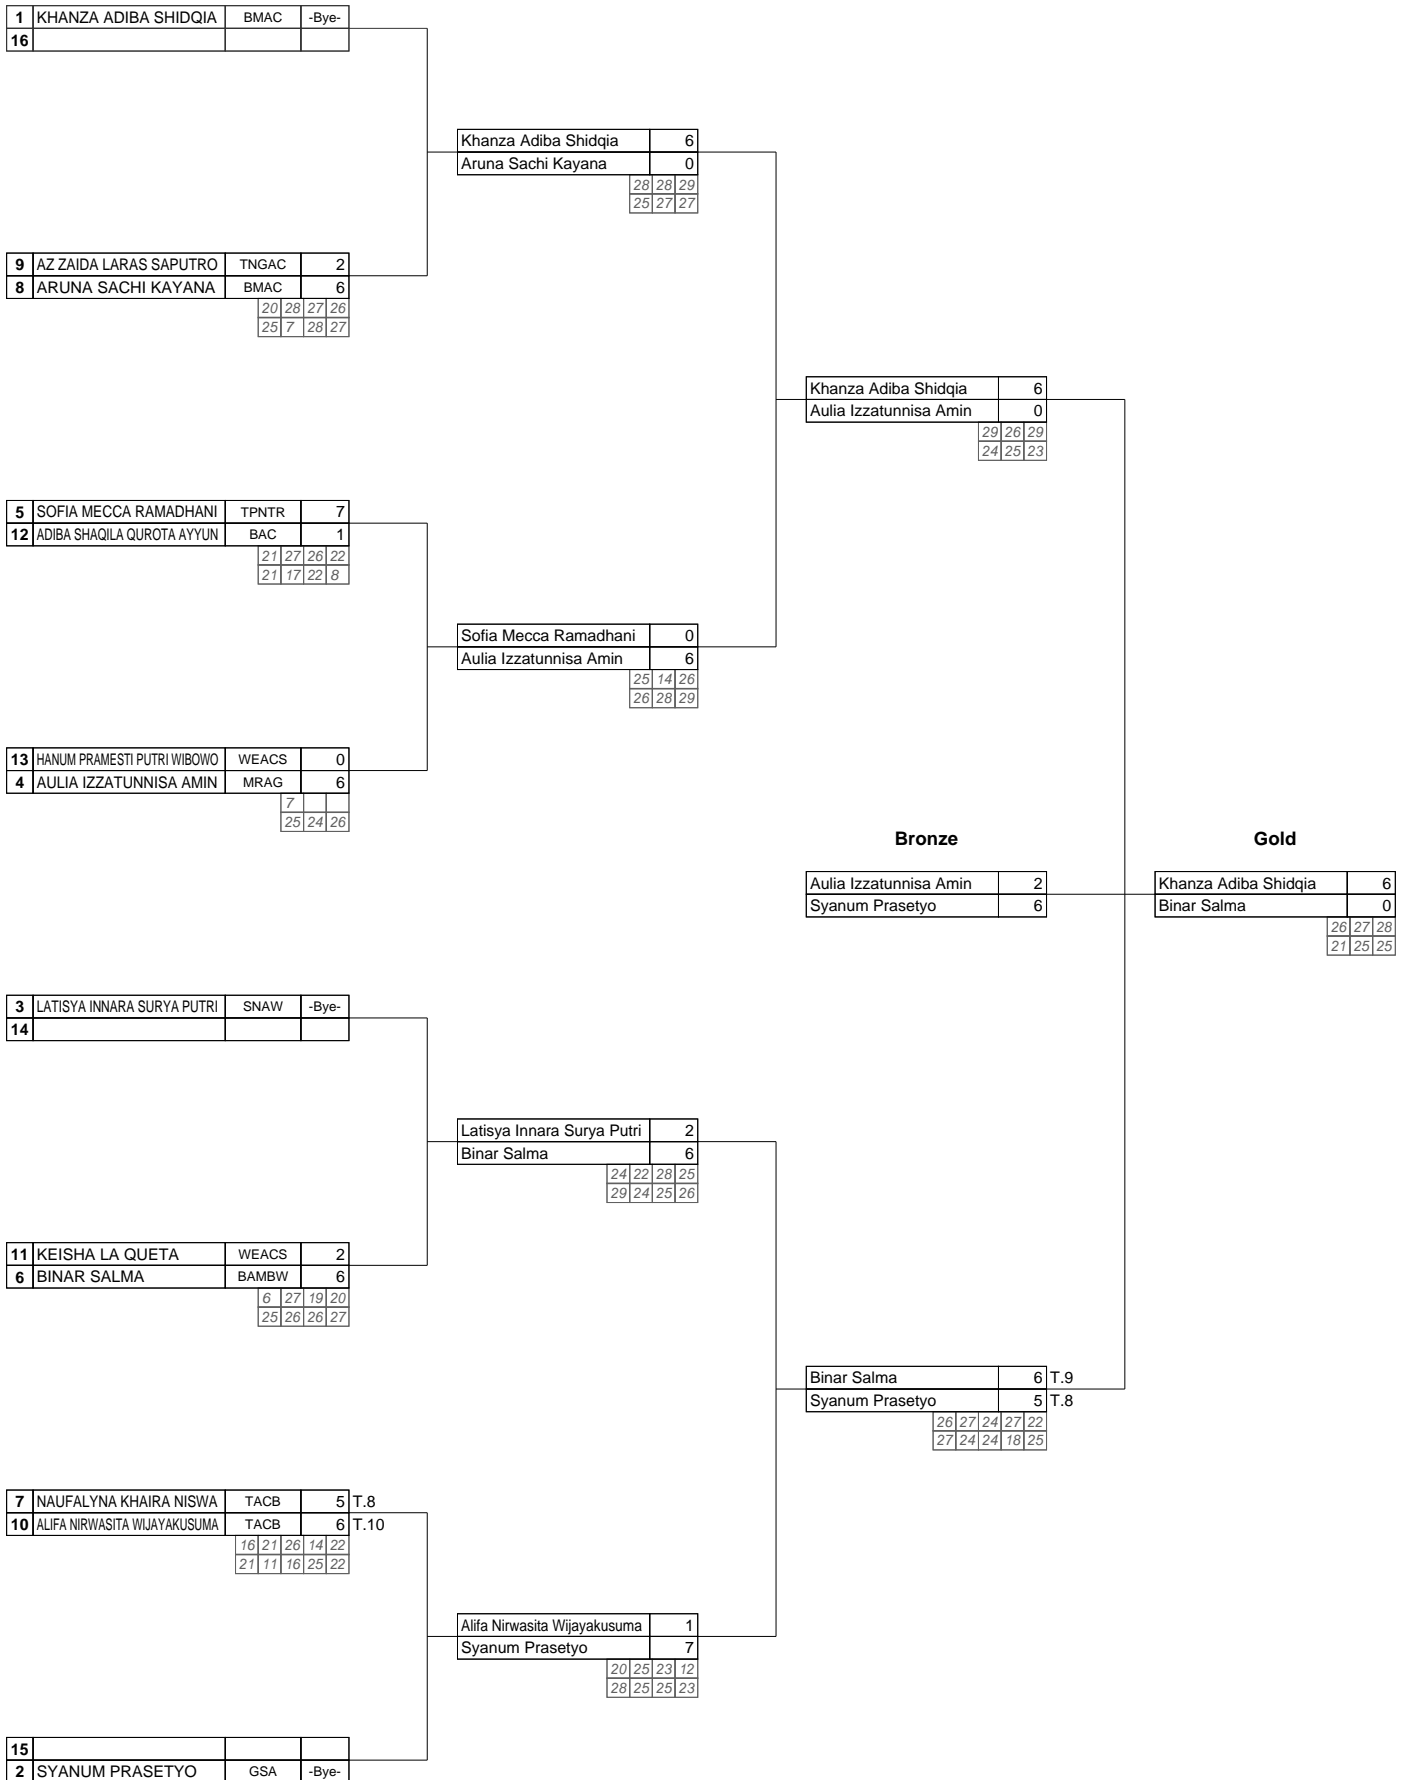 1 KHANZA ADIBA SHIDQIA BMAC -Bye-
16
Khanza Adiba Shidqia 6
Aruna Sachi Kayana 0
28 28 29
25 27 27
9 AZ ZAIDA LARAS SAPUTRO TNGAC 2
8 ARUNA SACHI KAYANA BMAC 6
20 28 27 26
25 7 28 27
Khanza Adiba Shidqia 6
Aulia Izzatunnisa Amin 0
29 26 29
24 25 23
5 SOFIA MECCA RAMADHANI TPNTR 7
12 ADIBA SHAQILA QUROTA AYYUN BAC 1
21 27 26 22
21 17 22 8
Sofia Mecca Ramadhani 0
Aulia Izzatunnisa Amin 6
25 14 26
26 28 29
13 HANUM PRAMESTI PUTRI WIBOWO WEACS 0
4 AULIA IZZATUNNISA AMIN MRAG 6
7
25 24 26
Bronze Gold
Aulia Izzatunnisa Amin 2 Khanza Adiba Shidqia 6
Syanum Prasetyo 6 Binar Salma 0
26 27 28
21 25 25
3 LATISYA INNARA SURYA PUTRI SNAW -Bye-
14
Latisya Innara Surya Putri 2
Binar Salma 6
24 22 28 25
29 24 25 26
11 KEISHA LA QUETA WEACS 2
6 BINAR SALMA BAMBW 6
6 27 19 20
25 26 26 27
Binar Salma 6 T.9
Syanum Prasetyo 5 T.8
26 27 24 27 22
27 24 24 18 25
7 NAUFALYNA KHAIRA NISWA TACB 5 T.8
10 ALIFA NIRWASITA WIJAYAKUSUMA TACB 6 T.10
16 21 26 14 22
21 11 16 25 22
Alifa Nirwasita Wijayakusuma 1
Syanum Prasetyo 7
20 25 23 12
28 25 25 23
15
2 SYANUM PRASETYO GSA -Bye-